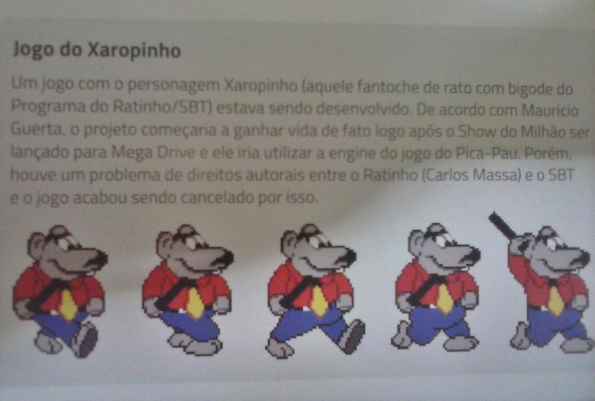 Jogo do Xaropinho
Um jogo com o personagem Xaropinho (aquele fantoche de rato com bigode do
Programa do Ratinho/SBT) estava sendo desenvolvido. De acordo com Mauricio
Guerta, o projeto começaria a ganhar vida de fato logo após o Show do Milhão ser
lançado para Mega Drive e ele iria utilizar a engine do jogo do Pica-Pau. Porém,
houve um problema de direitos autorais entre o Ratinho (Carlos Massa) e o SBT
e o jogo acabou sendo cancelado por isso.